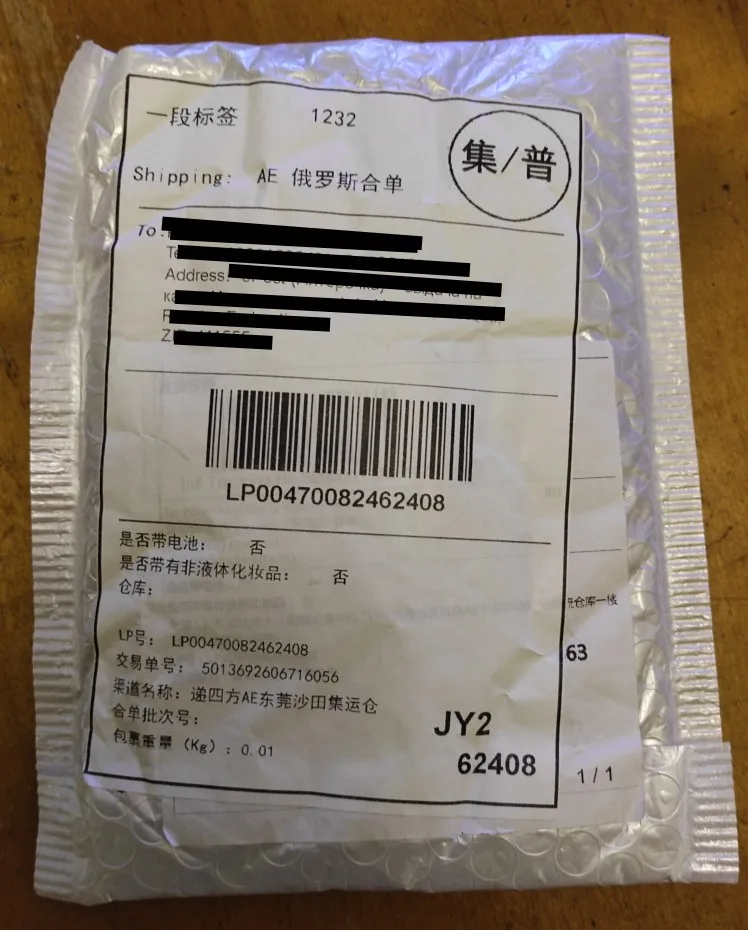 一段标签 1232
集/普
Shipping: AE 俄罗斯合单
To:
Address:
LP00470082462408
是否带电池: 否
是否带有非液体化妆品: 否
仓库:
LP号: LP00470082462408
交易单号: 5013692606716056
渠道名称: 递四方AE东莞沙田集运仓
合单批次号:
包裹重量 (Kg) : 0.01
JY2
62408
仓库一楼
63
1/1